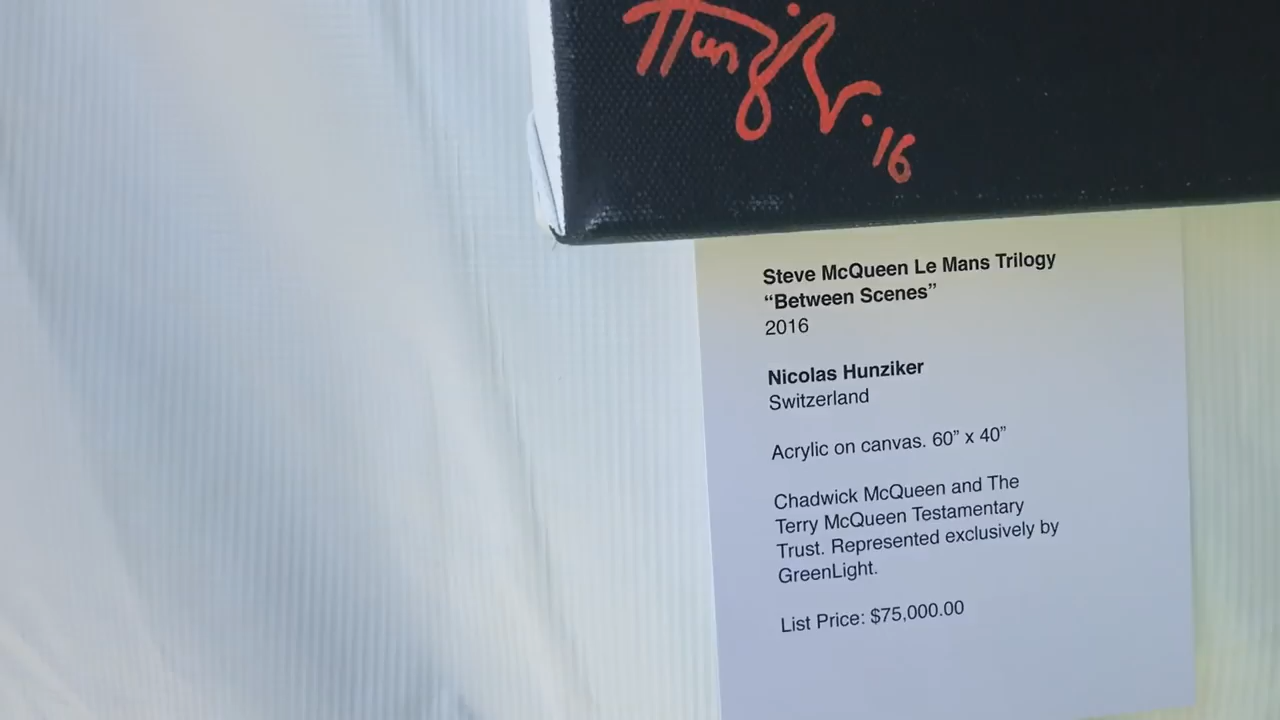 Hunziker.16
Steve McQueen Le Mans Trilogy
“Between Scenes”
2016
Nicolas Hunziker
Switzerland
Acrylic on canvas. 60” x 40”
Chadwick McQueen and The
Terry McQueen Testamentary
Trust. Represented exclusively by
GreenLight.
List Price: $75,000.00